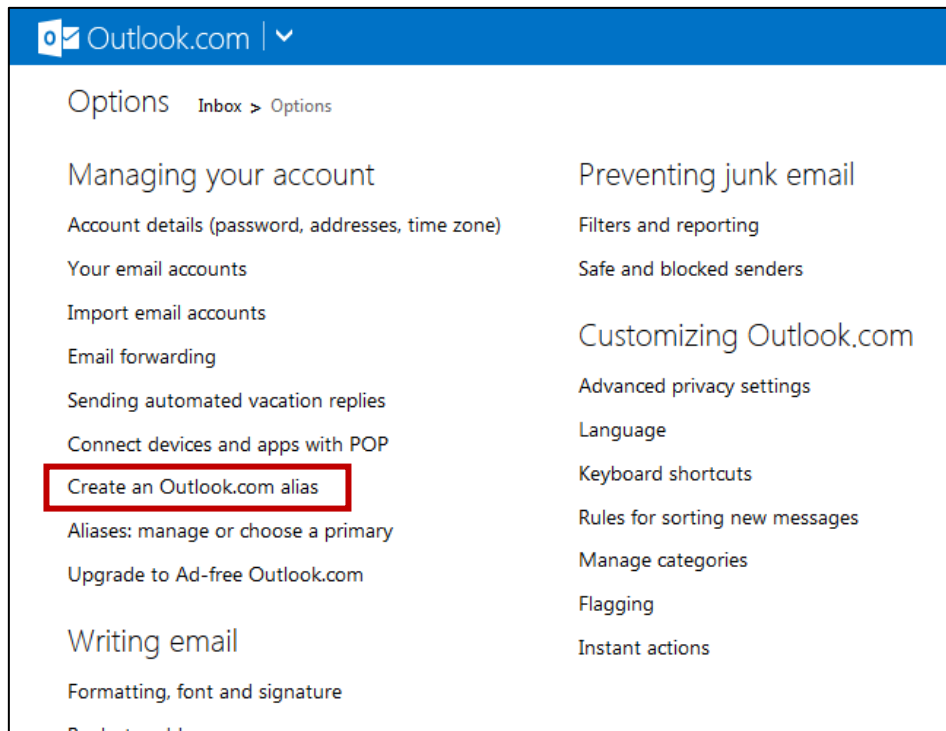 Outlook.com
Options Inbox > Options
Managing your account
Account details (password, addresses, time zone)
Your email accounts
Import email accounts
Email forwarding
Sending automated vacation replies
Connect devices and apps with POP
Create an Outlook.com alias
Aliases: manage or choose a primary
Upgrade to Ad-free Outlook.com
Writing email
Formatting, font and signature
Preventing junk email
Filters and reporting
Safe and blocked senders
Customizing Outlook.com
Advanced privacy settings
Language
Keyboard shortcuts
Rules for sorting new messages
Manage categories
Flagging
Instant actions